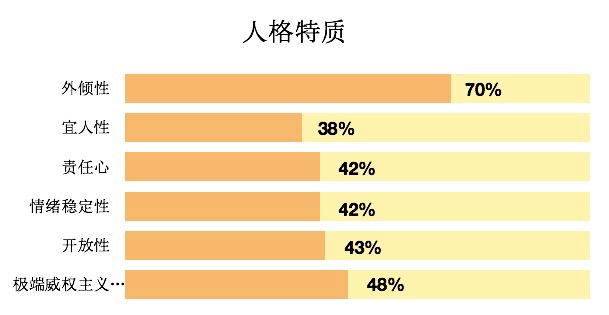 人格特质
外倾性 70%
宜人性 38%
责任心 42%
情绪稳定性 42%
开放性 43%
极端威权主义… 48%